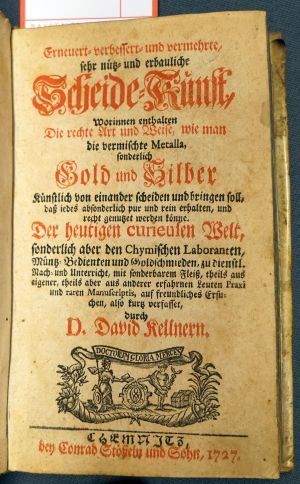 Erneuert- verbessert- und vermehrte,
sehr nütz- und erbauliche
Scheide-Kunst,
Worinnen enthalten
Die rechte Art und Weise, wie man
die vermischte Metalla,
sonderlich
Gold und Silber
Künstlich von einander scheiden und bringen soll,
daß jedes absonderlich pur und rein erhalten, und
recht genutzet werden könne.
Der heutigen curieusen Welt,
sonderlich aber den Chymischen Laboranten,
Müntz-Bedienten und Goldschmieden, zu dienstl.
Nach- und Unterricht, mit sonderbarem Fleiß, theils aus
eigener, theils aber aus anderer erfahrnen Leuten Praxi
und raren Manuscriptis, auf freundliches Ersu-
chen, also kurtz verfasset,
durch
D. David Kellnern.
DOCTORUM GLORIA MERCES
CHEMNITZ,
bey Conrad Stößeln und Sohn, 1727.